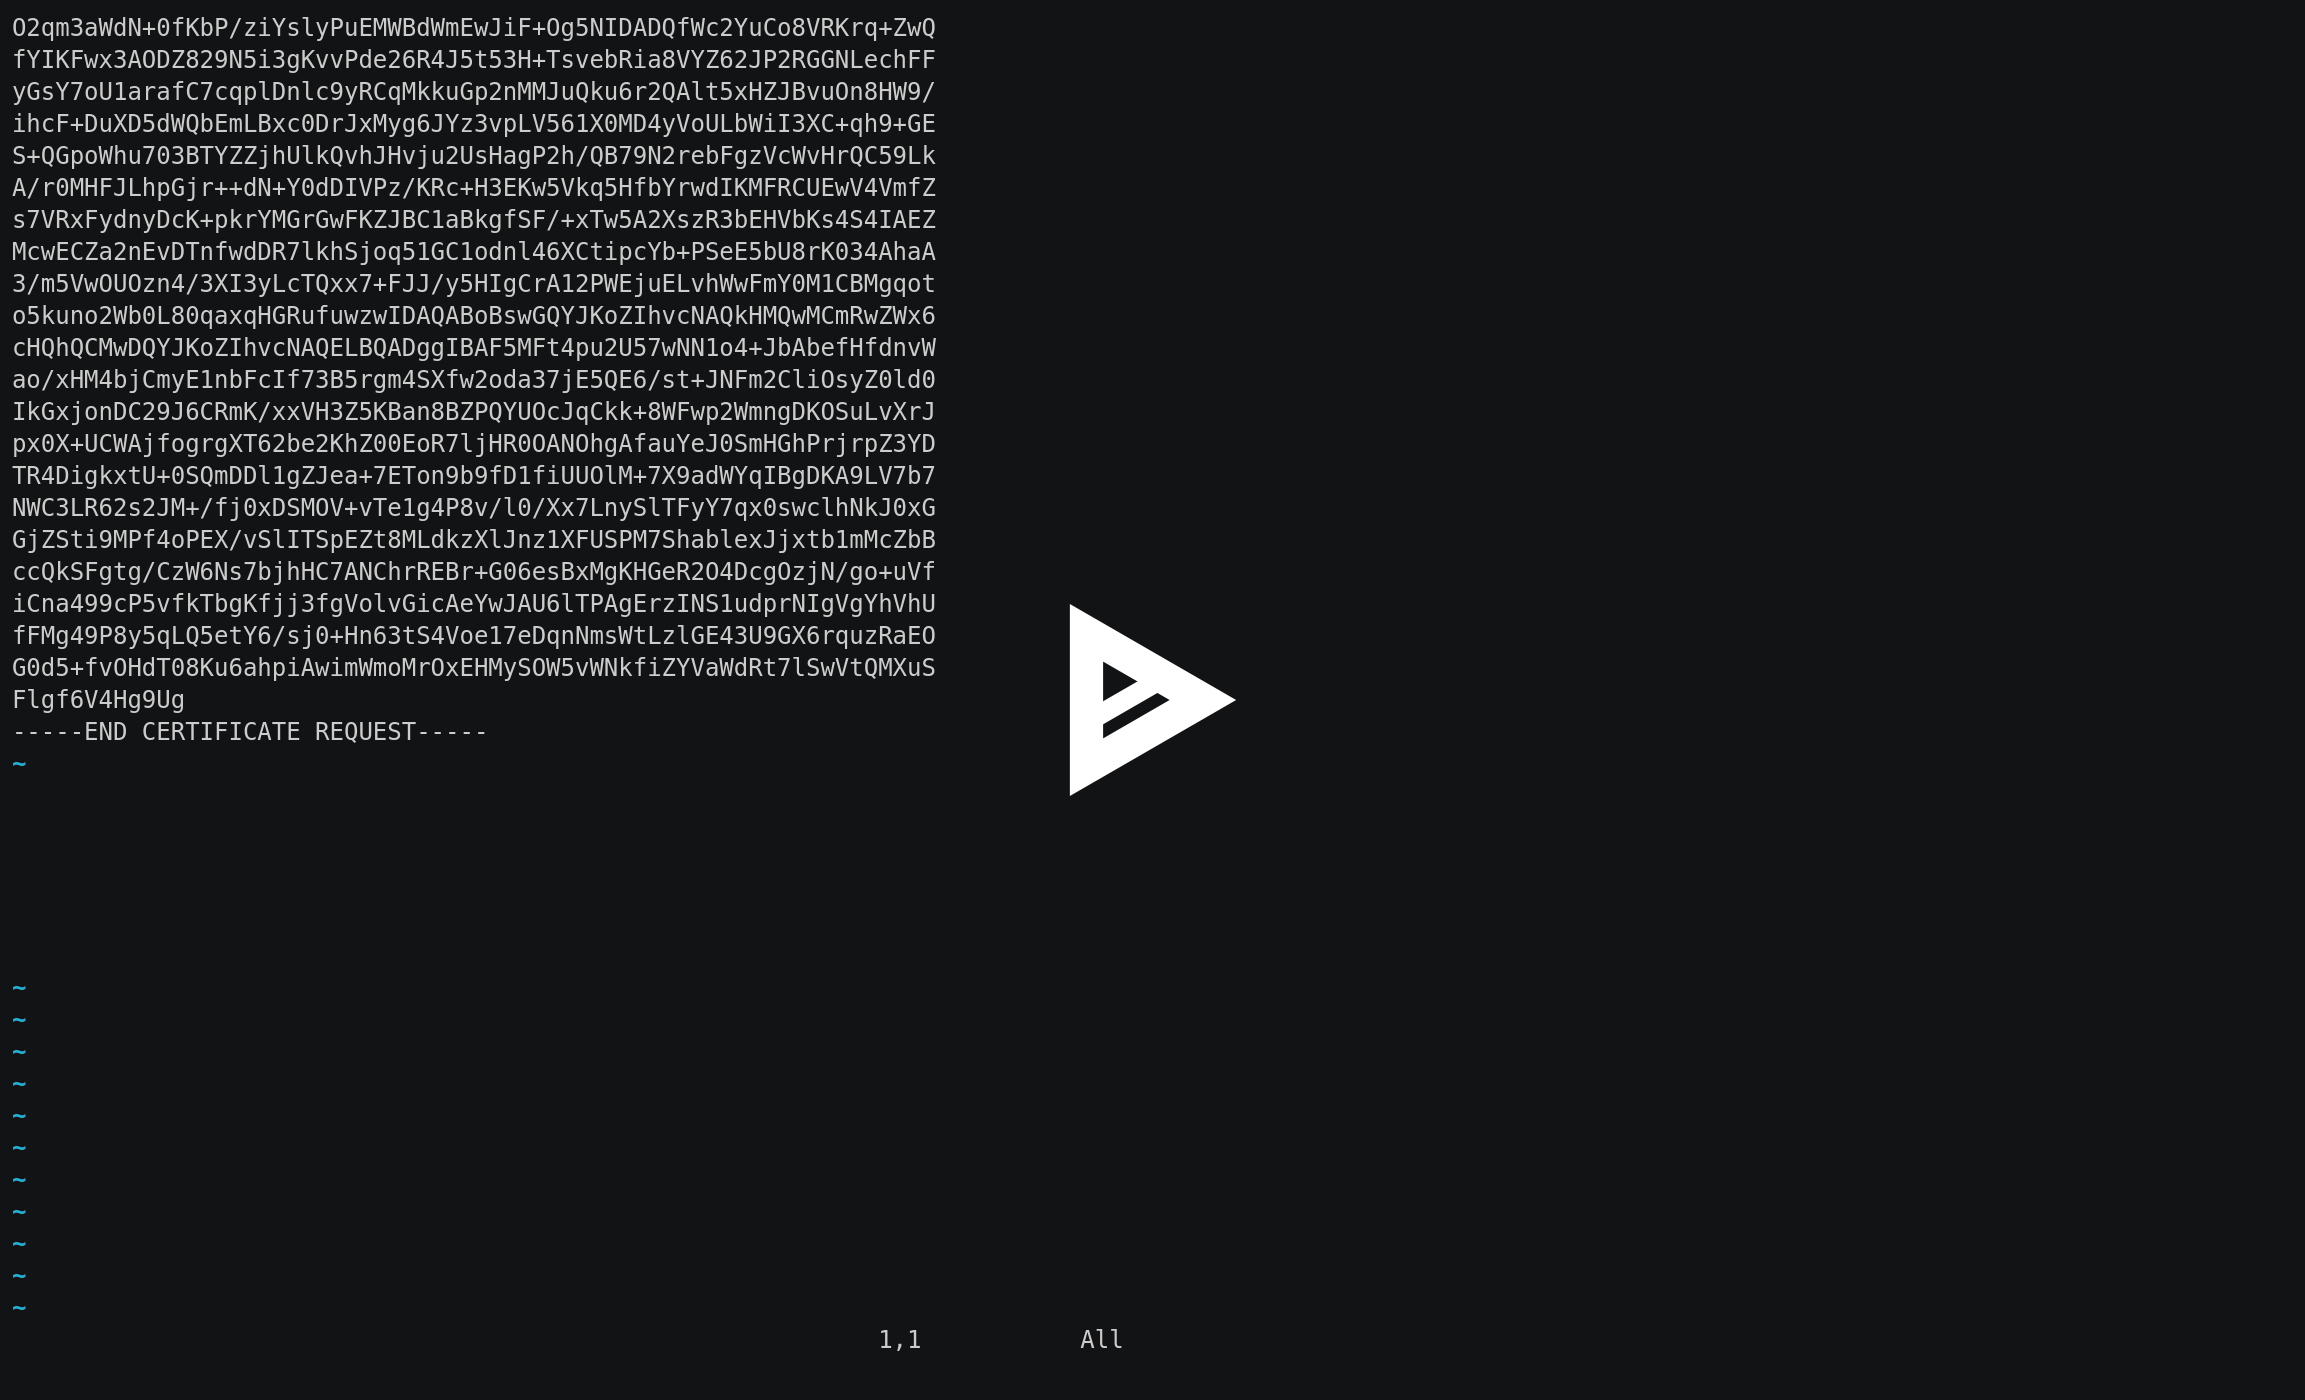 O2qm3aWdN+0fKbP/ziYslyPuEMWBdWmEwJiF+Og5NIDADQfWc2YuCo8VRKrq+ZwQ
fYIKFwx3AODZ829N5i3gKvvPde26R4J5t53H+TsvebRia8VYZ62JP2RGGNLechFF
yGsY7oU1arafC7cqplDnlc9yRCqMkkuGp2nMMJuQku6r2QAlt5xHZJBvuOn8HW9/
ihcF+DuXD5dWQbEmLBxc0DrJxMyg6JYz3vpLV561X0MD4yVoULbWiI3XC+qh9+GE
S+QGpoWhu703BTYZZjhUlkQvhJHvju2UsHagP2h/QB79N2rebFgzVcWvHrQC59Lk
A/r0MHFJLhpGjr++dN+Y0dDIVPz/KRc+H3EKw5Vkq5HfbYrwdIKMFRCUEwV4VmfZ
s7VRxFydnyDcK+pkrYMGrGwFKZJBC1aBkgfSF/+xTw5A2XszR3bEHVbKs4S4IAEZ
McwECZa2nEvDTnfwdDR7lkhSjoq51GC1odnl46XCtipcYb+PSeE5bU8rK034AhaA
3/m5VwOUOzn4/3XI3yLcTQxx7+FJJ/y5HIgCrA12PWEjuELvhWwFmY0M1CBMgqot
o5kuno2Wb0L80qaxqHGRufuwzwIDAQABoBswGQYJKoZIhvcNAQkHMQwMCmRwZWx6
cHQhQCMwDQYJKoZIhvcNAQELBQADggIBAF5MFt4pu2U57wNN1o4+JbAbefHfdnvW
ao/xHM4bjCmyE1nbFcIf73B5rgm4SXfw2oda37jE5QE6/st+JNFm2CliOsyZ0ld0
IkGxjonDC29J6CRmK/xxVH3Z5KBan8BZPQYUOcJqCkk+8WFwp2WmngDKOSuLvXrJ
px0X+UCWAjfogrgXT62be2KhZ00EoR7ljHR0OANOhgAfauYeJ0SmHGhPrjrpZ3YD
TR4DigkxtU+0SQmDDl1gZJea+7ETon9b9fD1fiUUOlM+7X9adWYqIBgDKA9LV7b7
NWC3LR62s2JM+/fj0xDSMOV+vTe1g4P8v/l0/Xx7LnySlTFyY7qx0swclhNkJ0xG
GjZSti9MPf4oPEX/vSlITSpEZt8MLdkzXlJnz1XFUSPM7ShablexJjxtb1mMcZbB
ccQkSFgtg/CzW6Ns7bjhHC7ANChrREBr+G06esBxMgKHGeR2O4DcgOzjN/go+uVf
iCna499cP5vfkTbgKfjj3fgVolvGicAeYwJAU6lTPAgErzINS1udprNIgVgYhVhU
fFMg49P8y5qLQ5etY6/sj0+Hn63tS4Voe17eDqnNmsWtLzlGE43U9GX6rquzRaEO
G0d5+fvOHdT08Ku6ahpiAwimWmoMrOxEHMySOW5vWNkfiZYVaWdRt7lSwVtQMXuS
Flgf6V4Hg9Ug
-----END CERTIFICATE REQUEST-----
~
~
~
~
~
~
~
~
~
~
~
~
1,1 All